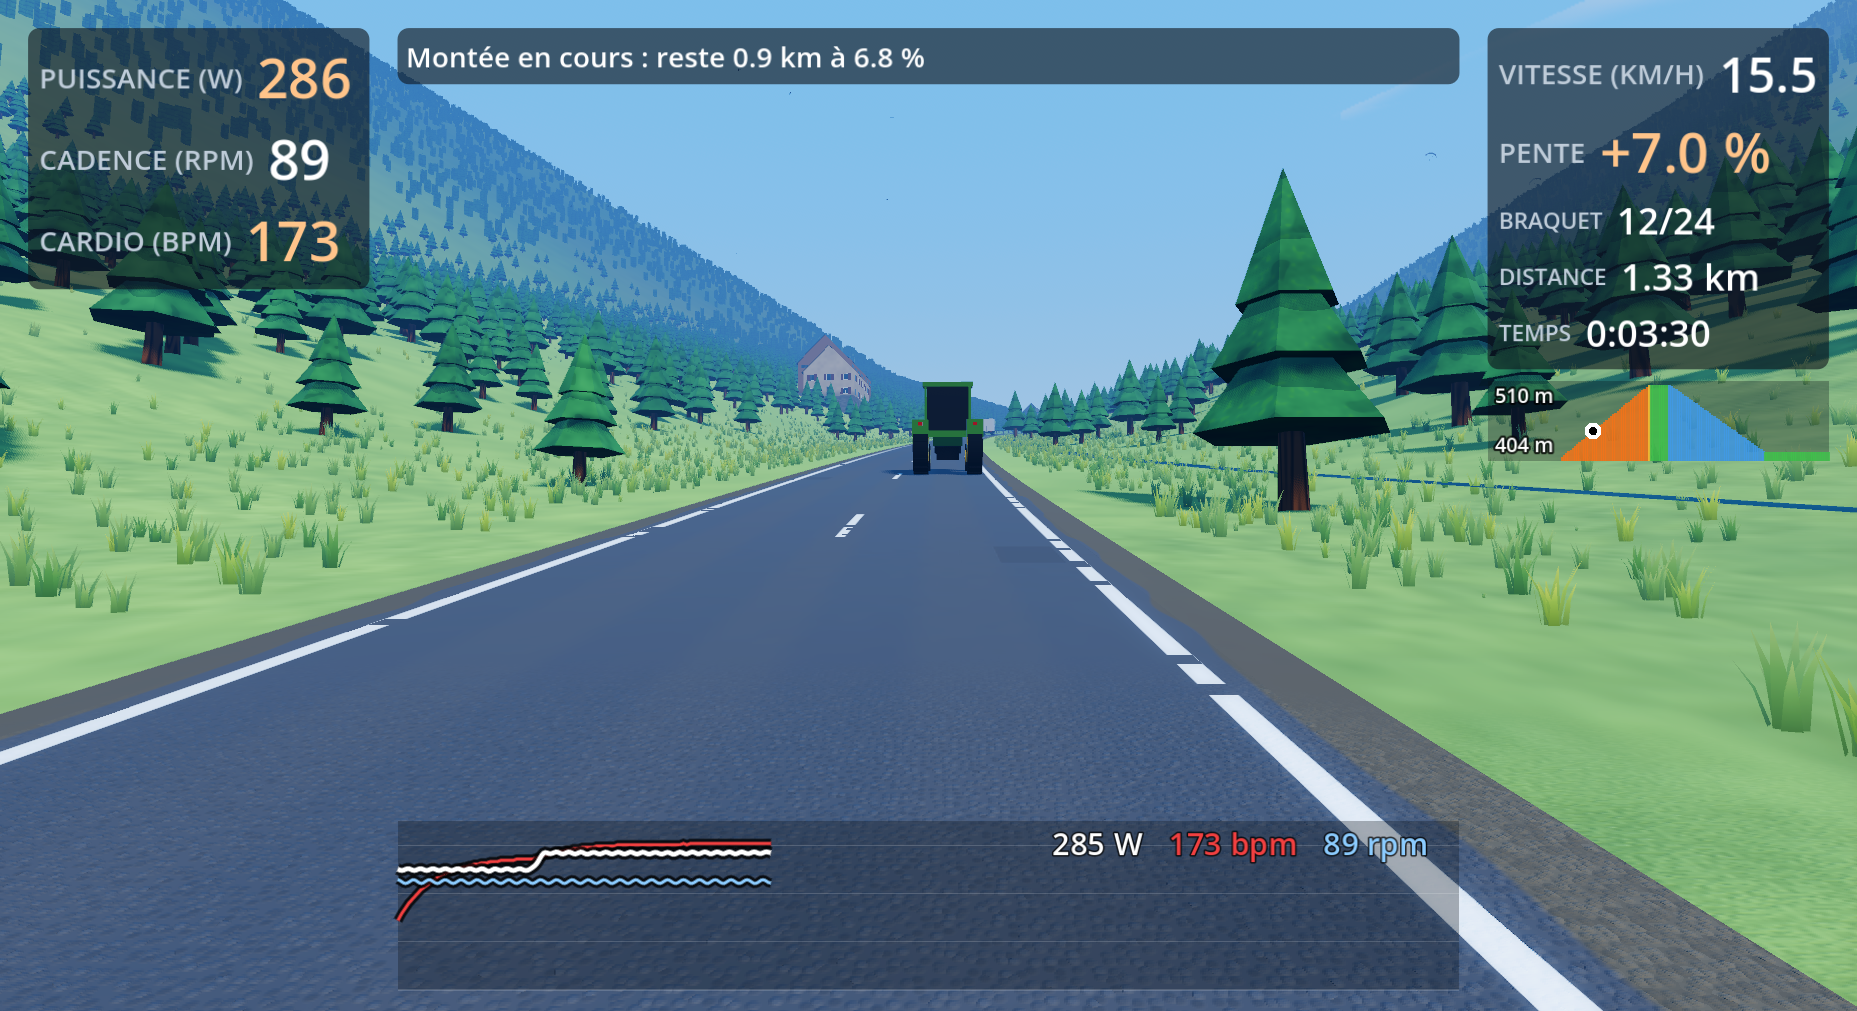 PUISSANCE (W) 286
CADENCE (RPM) 89
CARDIO (BPM) 173
Montée en cours : reste 0.9 km à 6.8 %
VITESSE (KM/H) 15.5
PENTE +7.0 %
BRAQUET 12/24
DISTANCE 1.33 km
TEMPS 0:03:30
510 m
404 m
285 W 173 bpm 89 rpm